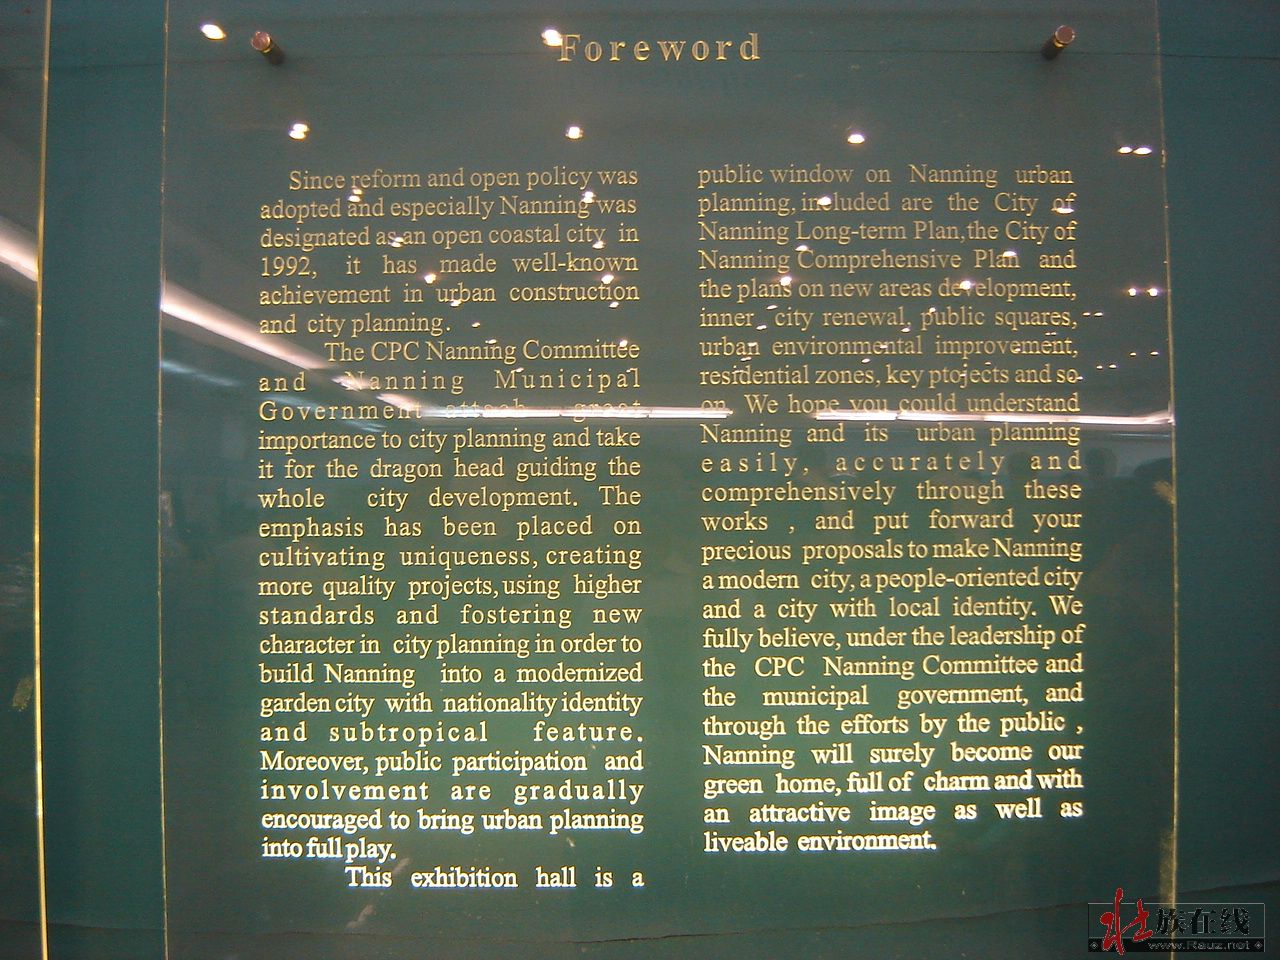 Foreword
Since reform and open policy was
adopted and especially Nanning was
designated as an open coastal city in
1992, it has made well-known
achievement in urban construction
and city planning.
The CPC Nanning Committee
and Nanning Municipal
Government attach great
importance to city planning and take
it for the dragon head guiding the
whole city development. The
emphasis has been placed on
cultivating uniqueness, creating
more quality projects, using higher
standards and fostering new
character in city planning in order to
build Nanning into a modernized
garden city with nationality identity
and subtropical feature.
Moreover, public participation and
involvement are gradually
encouraged to bring urban planning
into full play.
This exhibition hall is a
public window on Nanning urban
planning, included are the City of
Nanning Long-term Plan, the City of
Nanning Comprehensive Plan and
the plans on new areas development,
inner city renewal, public squares,
urban environmental improvement,
residential zones, key ptojects and so
on. We hope you could understand
Nanning and its urban planning
easily, accurately and
comprehensively through these
works , and put forward your
precious proposals to make Nanning
a modern city, a people-oriented city
and a city with local identity. We
fully believe, under the leadership of
the CPC Nanning Committee and
the municipal government, and
through the efforts by the public ,
Nanning will surely become our
green home, full of charm and with
an attractive image as well as
liveable environment.
壮族在线
www.Rauz.net